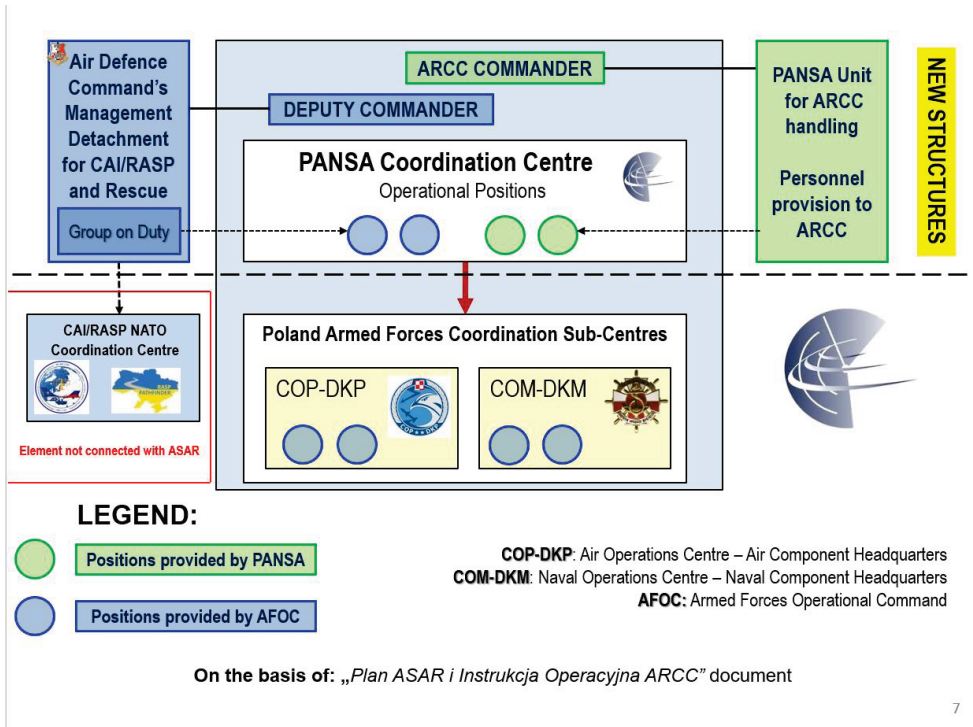 Air Defence
Command's
Management
Detachment
for CAI/RASP
and Rescue
Group on Duty
ARCC COMMANDER
DEPUTY COMMANDER
PANSA Coordination Centre
Operational Positions
PANSA Unit
for ARCC
handling
Personnel
provision to
ARCC
NEW STRUCTURES
CAI/RASP NATO
Coordination Centre
RASP
PATHFINDER
Element not connected with ASAR
Poland Armed Forces Coordination Sub-Centres
COP-DKP
COP DKP
COM-DKM
LEGEND:
Positions provided by PANSA
Positions provided by AFOC
COP-DKP: Air Operations Centre – Air Component Headquarters
COM-DKM: Naval Operations Centre – Naval Component Headquarters
AFOC: Armed Forces Operational Command
On the basis of: „Plan ASAR i Instrukcja Operacyjna ARCC” document
7